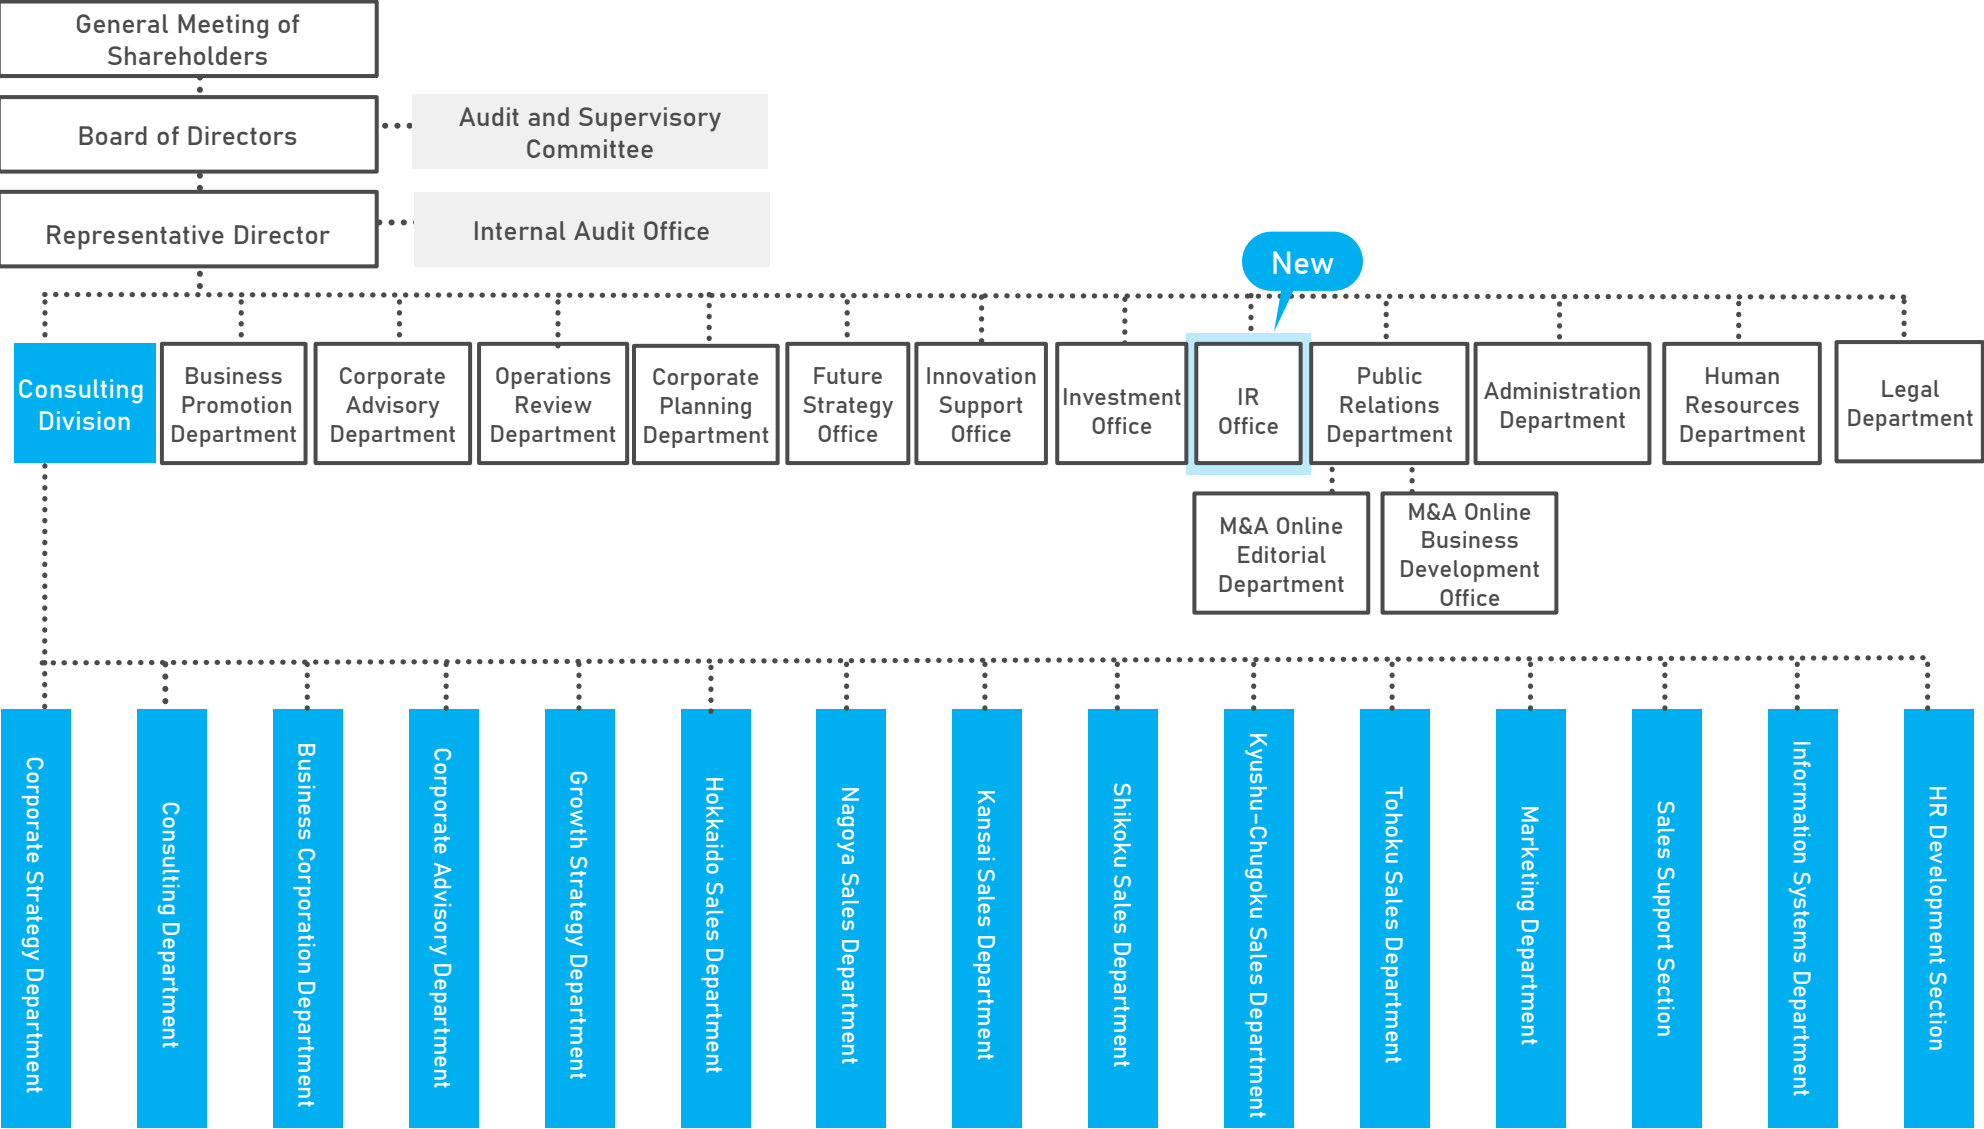 General Meeting of
Shareholders
Board of Directors
Audit and Supervisory
Committee
Representative Director
Internal Audit Office
New
Consulting
Division
Business
Promotion
Department
Corporate
Advisory
Department
Operations
Review
Department
Corporate
Planning
Department
Future
Strategy
Office
Innovation
Support
Office
Investment
Office
IR
Office
Public
Relations
Department
Administration
Department
Human
Resources
Department
Legal
Department
M&A Online
Editorial
Department
M&A Online
Business
Development
Office
Corporate Strategy Department
Consulting Department
Business Corporation Department
Corporate Advisory Department
Growth Strategy Department
Hokkaido Sales Department
Nagoya Sales Department
Kansai Sales Department
Shikoku Sales Department
Kyushu-Chugoku Sales Department
Tohoku Sales Department
Marketing Department
Sales Support Section
Information Systems Department
HR Development Section